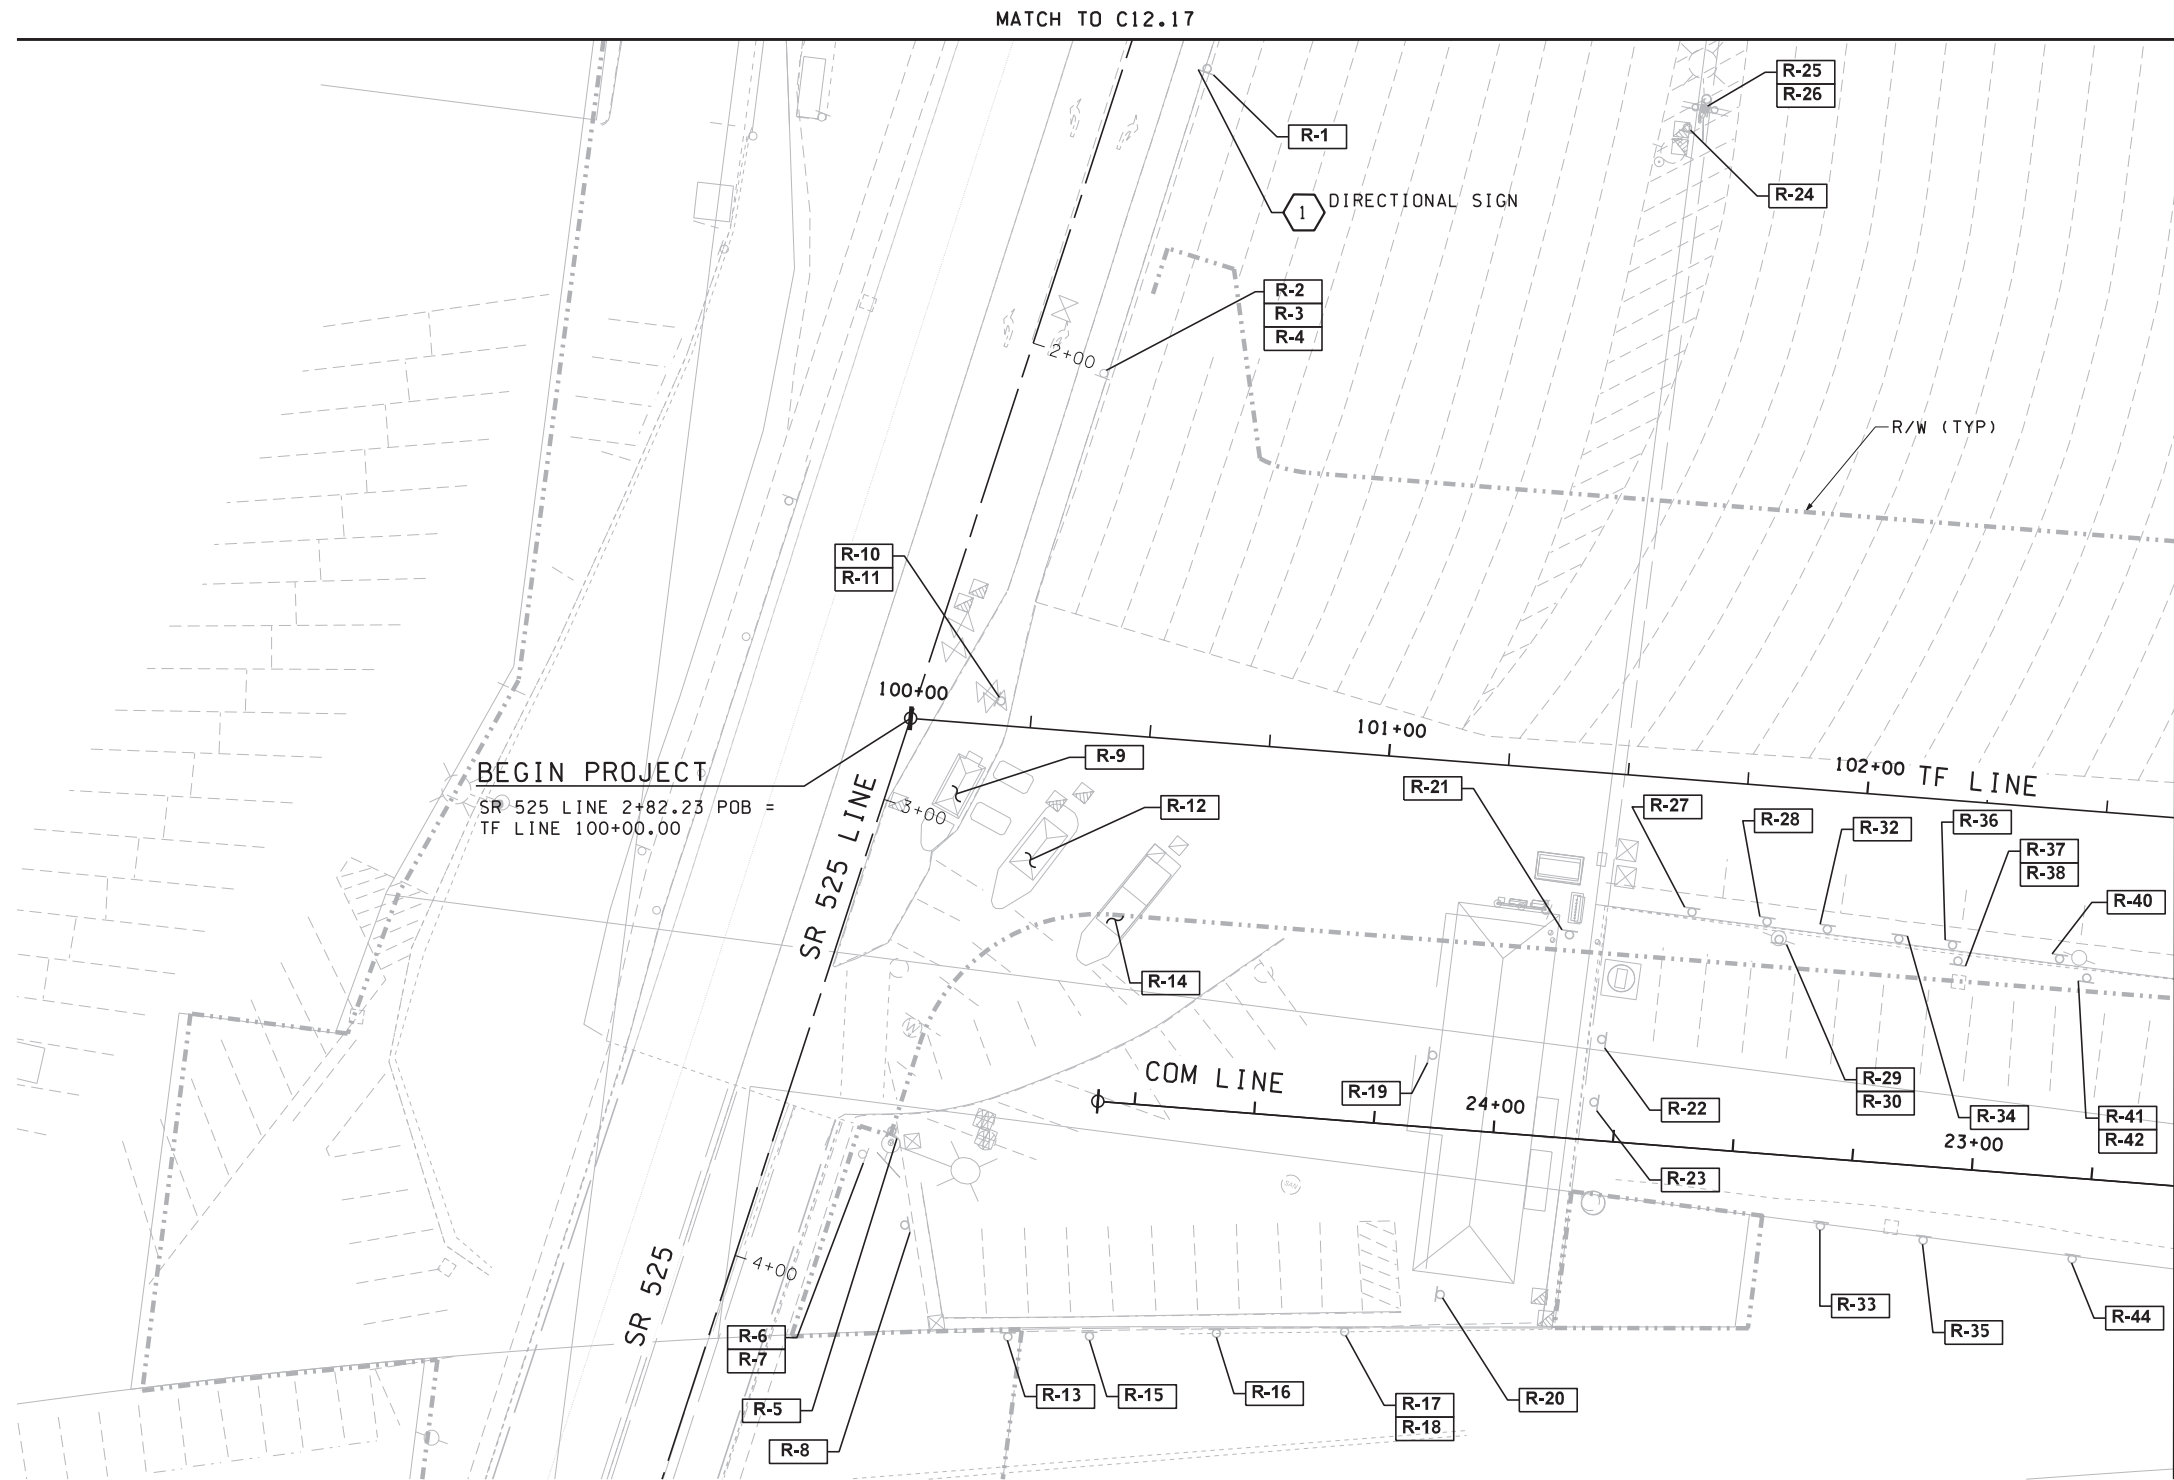 MATCH TO C12.17
R-25
R-26
R-1
R-24
1
DIRECTIONAL SIGN
R-2
R-3
R-4
2+00
R/W (TYP)
R-10
R-11
100+00
101+00
BEGIN PROJECT
SR 525 LINE 2+82.23 POB =
TF LINE 100+00.00
R-9
102+00
TF LINE
R-21
R-12
R-27
R-28
R-32
R-36
3+00
R-37
R-38
SR 525 LINE
R-40
R-14
W
COM LINE
R-19
24+00
R-22
R-29
R-30
R-34
R-41
R-42
23+00
R-23
SAN
SR 525
4+00
R-33
R-35
R-44
R-6
R-7
R-5
R-8
R-13
R-15
R-16
R-17
R-18
R-20